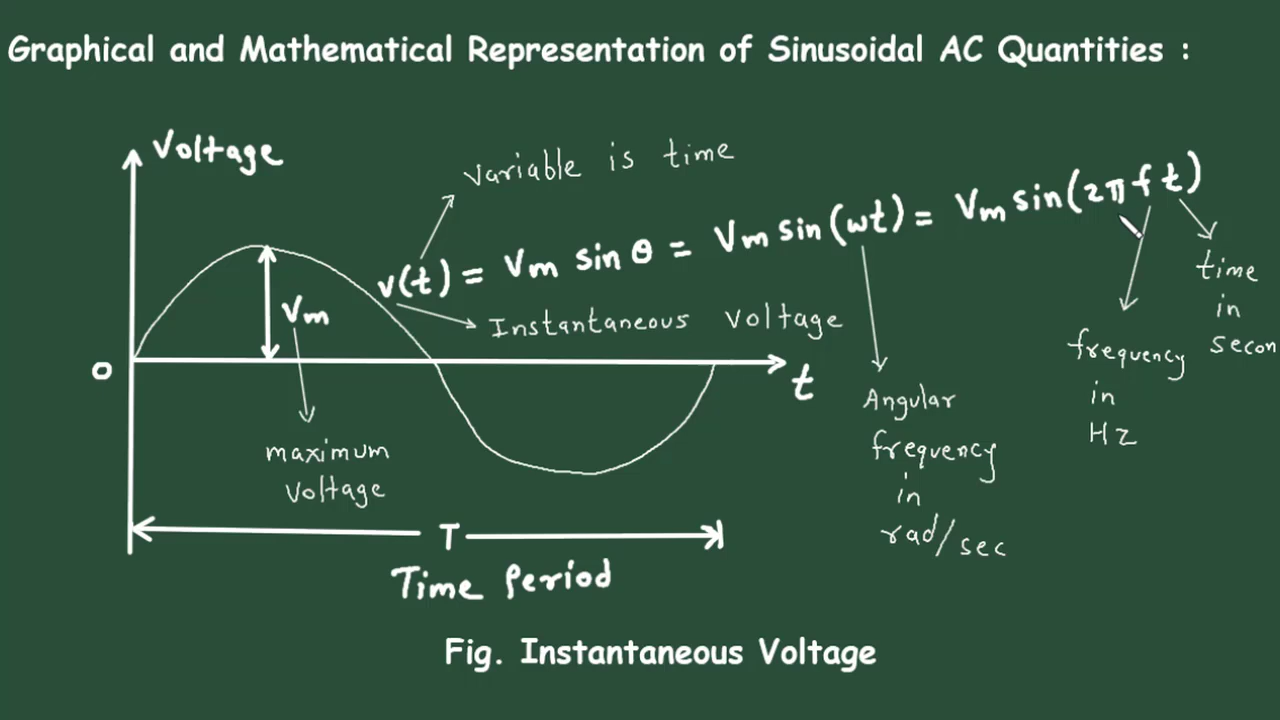 Graphical and Mathematical Representation of Sinusoidal AC Quantities :
Voltage
variable is time
v(t) = Vm sin θ = Vm sin (ωt) = Vm sin (2π f t)
Vm
Instantaneous voltage
time
in
secon
frequency
in
Hz
0
t
Angular
frequency
in
rad/sec
maximum
voltage
T
Time Period
Fig. Instantaneous Voltage